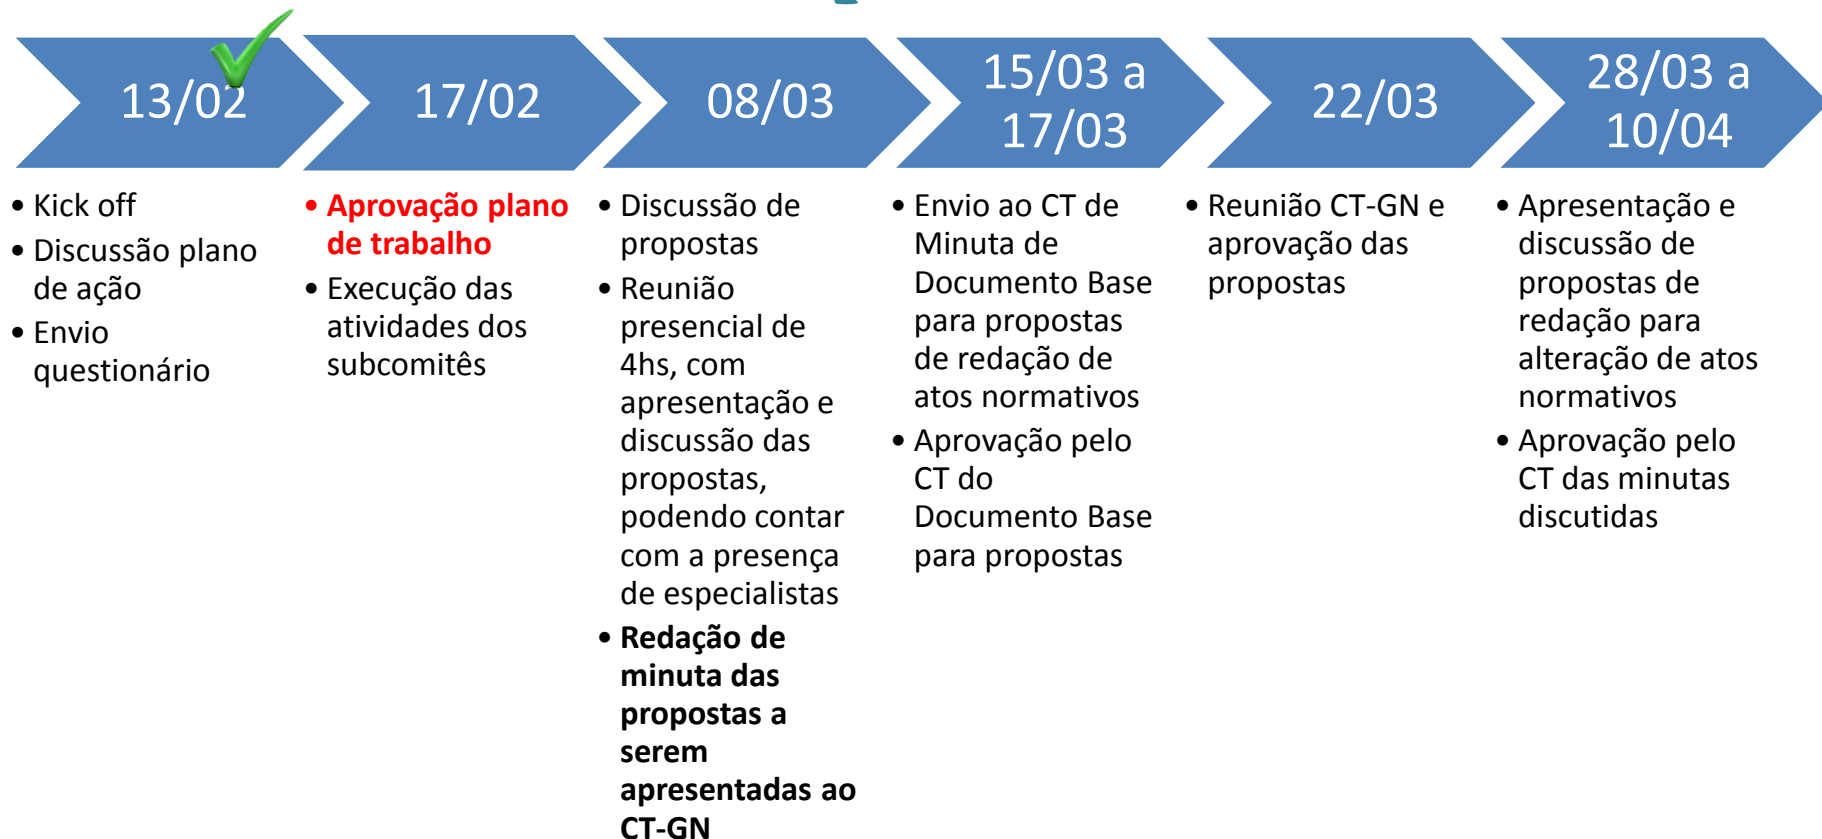 13/02
17/02
08/03
15/03 a
17/03
22/03
28/03 a
10/04
• Kick off
• Discussão plano
de ação
• Envio
questionário
• Aprovação plano
de trabalho
• Execução das
atividades dos
subcomitês
• Discussão de
propostas
• Reunião
presencial de
4hs, com
apresentação e
discussão das
propostas,
podendo contar
com a presença
de especialistas
• Redação de
minuta das
propostas a
serem
apresentadas ao
CT-GN
• Envio ao CT de
Minuta de
Documento Base
para propostas
de redação de
atos normativos
• Aprovação pelo
CT do
Documento Base
para propostas
• Reunião CT-GN e
aprovação das
propostas
• Apresentação e
discussão de
propostas de
redação para
alteração de atos
normativos
• Aprovação pelo
CT das minutas
discutidas